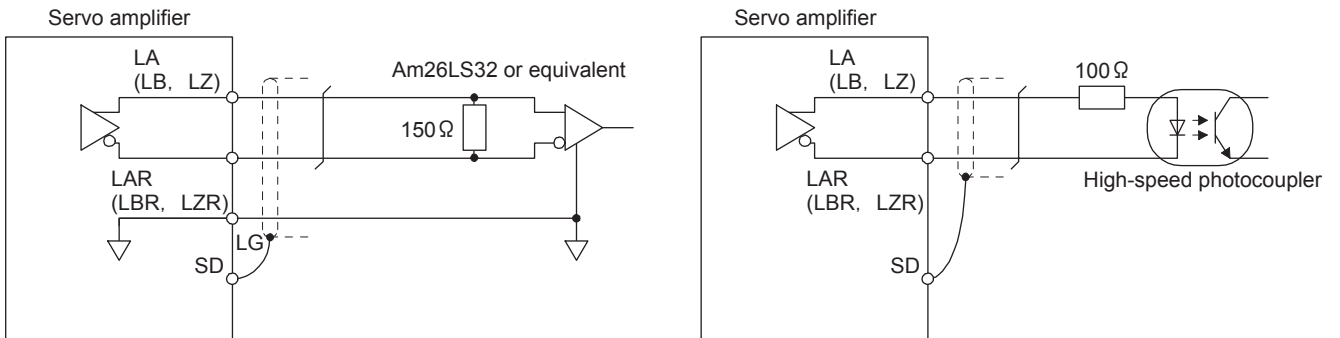 Servo amplifier
LA
(LB, LZ)
Am26LS32 or equivalent
150Ω
LAR
(LBR, LZR)
LG
SD
Servo amplifier
LA
(LB, LZ)
100Ω
LAR
(LBR, LZR)
High-speed photocoupler
SD